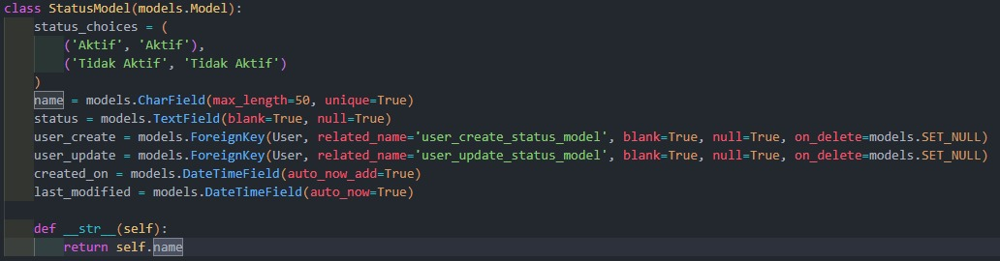 class StatusModel(models.Model):
    status_choices = (
        ('Aktif', 'Aktif'),
        ('Tidak Aktif', 'Tidak Aktif')
    )
    name = models.CharField(max_length=50, unique=True)
    status = models.TextField(blank=True, null=True)
    user_create = models.ForeignKey(User, related_name='user_create_status_model', blank=True, null=True, on_delete=models.SET_NULL)
    user_update = models.ForeignKey(User, related_name='user_update_status_model', blank=True, null=True, on_delete=models.SET_NULL)
    created_on = models.DateTimeField(auto_now_add=True)
    last_modified = models.DateTimeField(auto_now=True)

    def __str__(self):
        return self.name